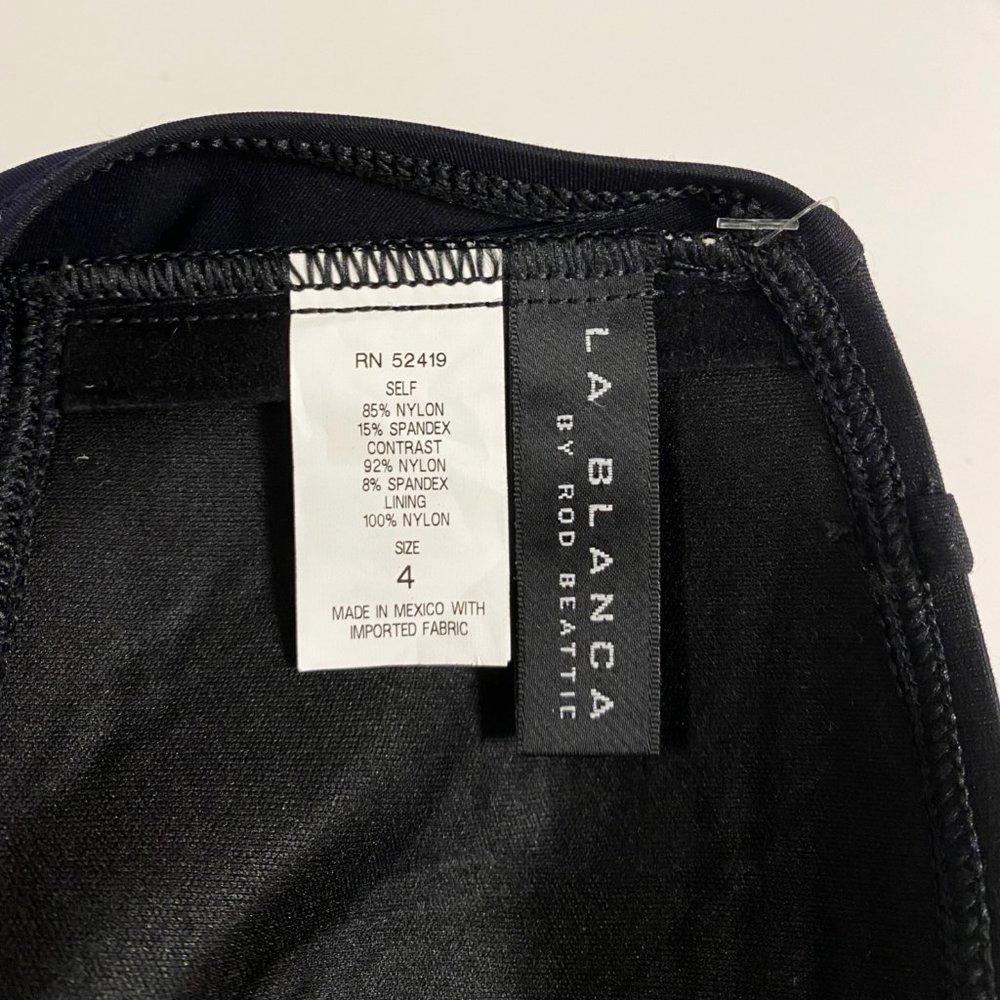 RN 52419
SELF
85% NYLON
15% SPANDEX
CONTRAST
92% NYLON
8% SPANDEX
LINING
100% NYLON
SIZE
4
MADE IN MEXICO WITH
IMPORTED FABRIC
LA BLANCA
BY ROD BEATTIE